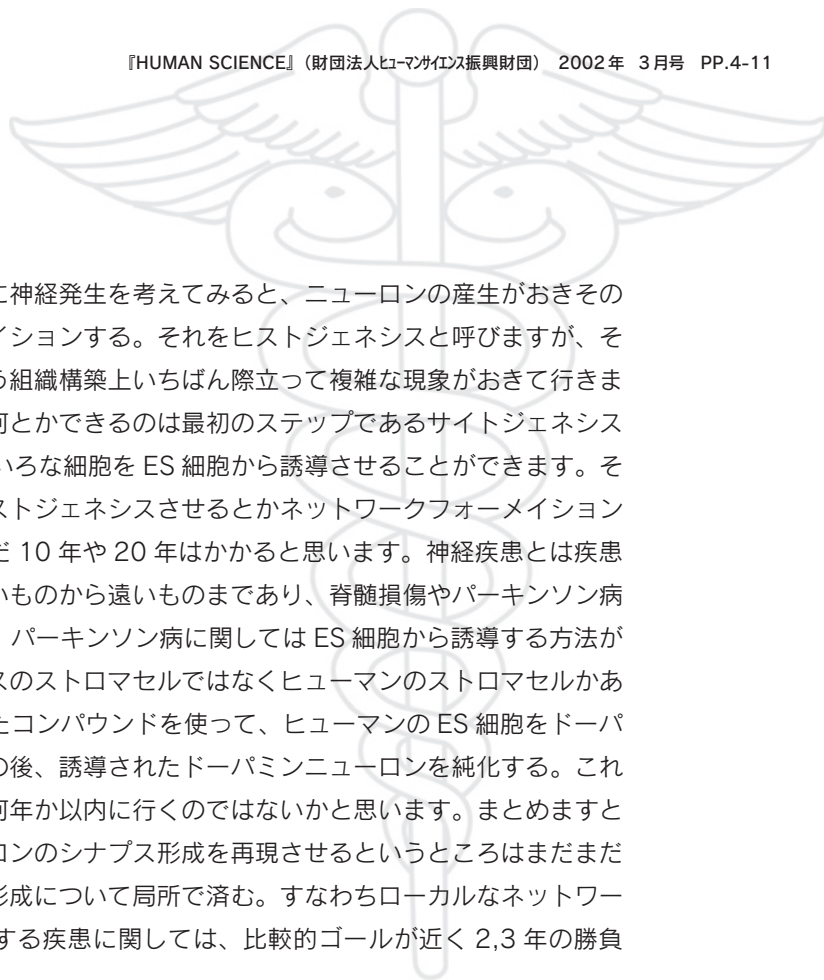 『HUMAN SCIENCE』（財団法人ﾋｭｰﾏﾝｻｲｴﾝｽ振興財団） 2002年 3月号 PP.4-11
に神経発生を考えてみると、ニューロンの産生がおきその
イションする。それをヒストジェネシスと呼びますが、そ
う組織構築上いちばん際立って複雑な現象がおきて行きま
何とかできるのは最初のステップであるサイトジェネシス
いろな細胞を ES 細胞から誘導させることができます。そ
ストジェネシスさせるとかネットワークフォーメイション
だ 10 年や 20 年はかかると思います。神経疾患とは疾患
いものから遠いものまであり、脊髄損傷やパーキンソン病
。パーキンソン病に関しては ES 細胞から誘導する方法が
スのストロマセルではなくヒューマンのストロマセルかあ
たコンパウンドを使って、ヒューマンの ES 細胞をドーパ
の後、誘導されたドーパミンニューロンを純化する。これ
何年か以内に行くのではないかと思います。まとめますと
ロンのシナプス形成を再現させるというところはまだまだ
形成について局所で済む。すなわちローカルなネットワー
する疾患に関しては、比較的ゴールが近く 2,3 年の勝負